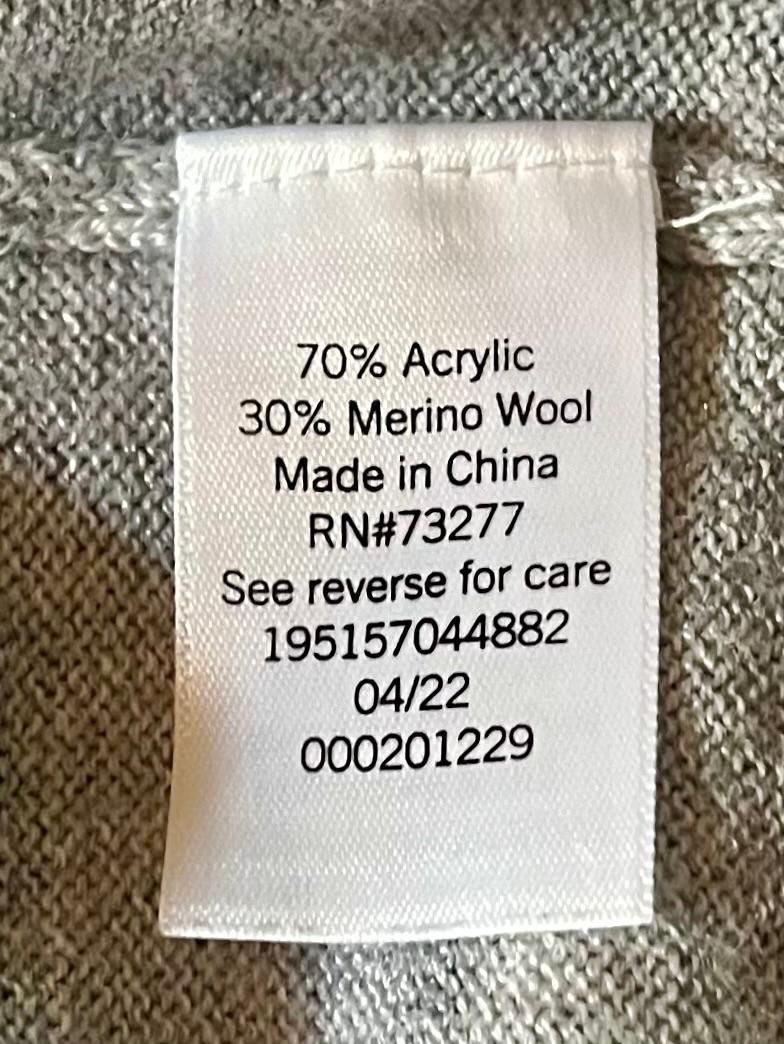 70% Acrylic
30% Merino Wool
Made in China
RN#73277
See reverse for care
195157044882
04/22
000201229